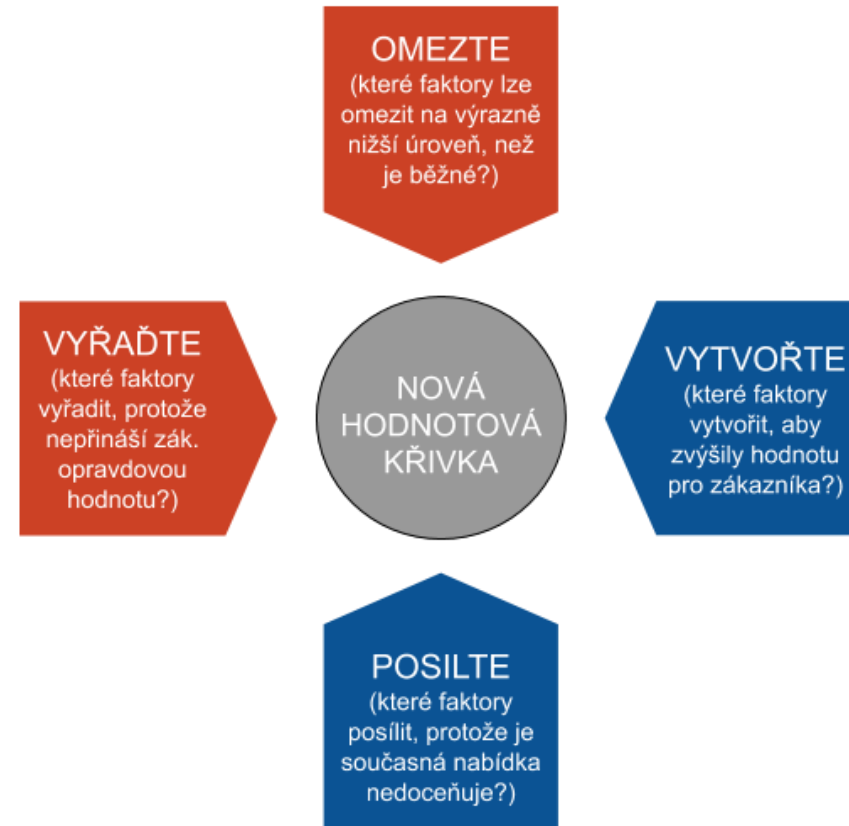 OMEZTE
(které faktory lze
omezit na výrazně
nižší úroveň, než
je běžné?)
VYŘAĎTE
(které faktory
vyřadit, protože
nepřináší zák.
opravdovou
hodnotu?)
NOVÁ
HODNOTOVÁ
KŘIVKA
VYTVOŘTE
(které faktory
vytvořit, aby
zvýšily hodnotu
pro zákazníka?)
POSILTE
(které faktory
posílit, protože je
současná nabídka
nedoceňuje?)